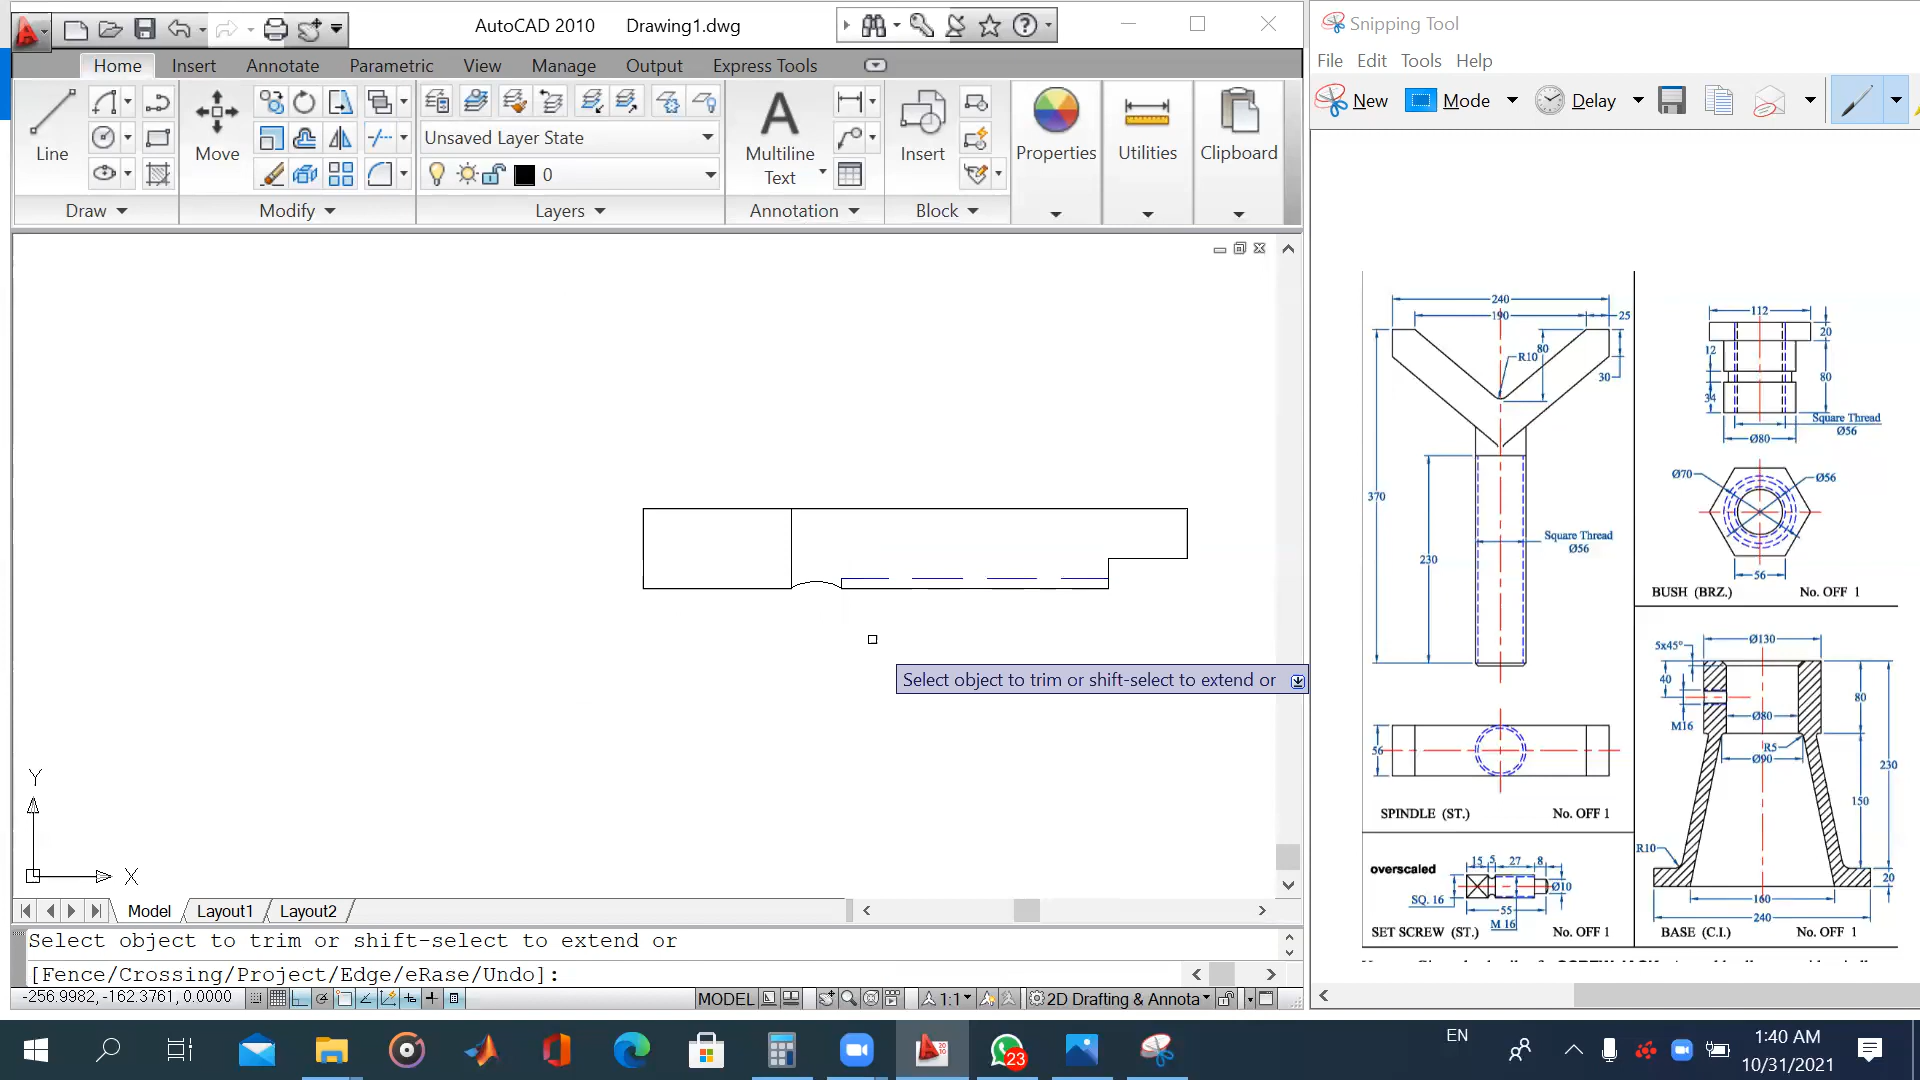 AutoCAD 2010 Drawing1.dwg
Home Insert Annotate Parametric View Manage Output Express Tools
Line
Move
Unsaved Layer State
0
Multiline
Text
Insert
Properties
Utilities
Clipboard
Draw
Modify
Layers
Annotation
Block
Select object to trim or shift-select to extend or
Y
X
Model Layout1 Layout2
Select object to trim or shift-select to extend or
[Fence/Crossing/Project/Edge/eRase/Undo]:
-256.9982, -162.3761, 0.0000
MODEL
1:1
2D Drafting & Annota
Snipping Tool
File Edit Tools Help
New Mode Delay
240
190
25
R10
80
30
370
230
Square Thread
Ø56
56
SPINDLE (ST.) No. OFF 1
overscaled
15 5 27 8
Ø10
SQ. 16
55
M 16
SET SCREW (ST.) No. OFF 1
112
20
12
80
34
Square Thread
Ø56
Ø80
Ø70
Ø56
56
BUSH (BRZ.) No. OFF 1
Ø130
5x45°
40
80
M16
Ø80
R5
Ø90
230
150
R10
20
160
240
BASE (C.I.) No. OFF 1
23
EN
1:40 AM
10/31/2021